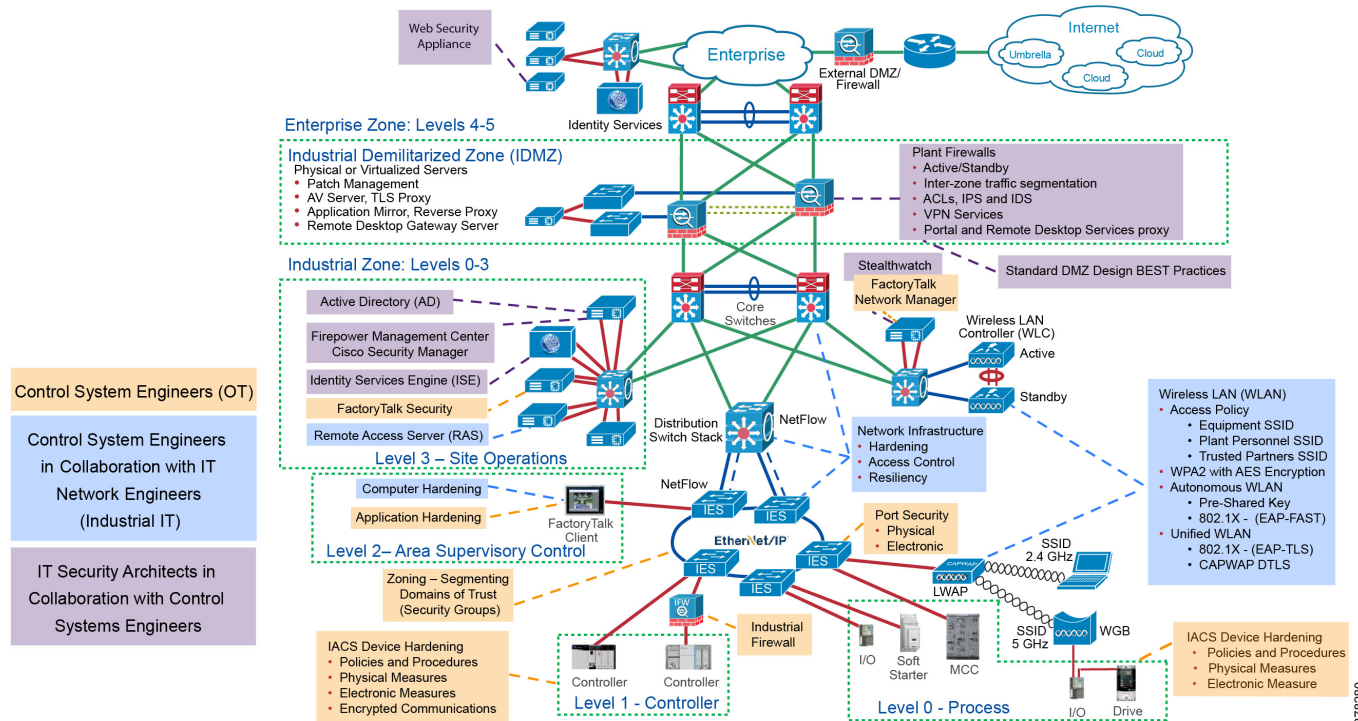 Web Security
Appliance
Identity Services
Enterprise
External DMZ/
Firewall
Internet
Umbrella
Cloud
Cloud
Enterprise Zone: Levels 4-5
Industrial Demilitarized Zone (IDMZ)
Physical or Virtualized Servers
• Patch Management
• AV Server, TLS Proxy
• Application Mirror, Reverse Proxy
• Remote Desktop Gateway Server
Plant Firewalls
• Active/Standby
• Inter-zone traffic segmentation
• ACLs, IPS and IDS
• VPN Services
• Portal and Remote Desktop Services proxy
Standard DMZ Design BEST Practices
Industrial Zone: Levels 0-3
Active Directory (AD)
Firepower Management Center
Cisco Security Manager
Identity Services Engine (ISE)
FactoryTalk Security
Remote Access Server (RAS)
Level 3 – Site Operations
Core
Switches
Stealthwatch
FactoryTalk
Network Manager
Wireless LAN
Controller (WLC)
Active
Standby
Distribution
Switch Stack
NetFlow
Network Infrastructure
• Hardening
• Access Control
• Resiliency
Wireless LAN (WLAN)
• Access Policy
• Equipment SSID
• Plant Personnel SSID
• Trusted Partners SSID
• WPA2 with AES Encryption
• Autonomous WLAN
• Pre-Shared Key
• 802.1X - (EAP-FAST)
• Unified WLAN
• 802.1X - (EAP-TLS)
• CAPWAP DTLS
Control System Engineers (OT)
Control System Engineers
in Collaboration with IT
Network Engineers
(Industrial IT)
IT Security Architects in
Collaboration with Control
Systems Engineers
Computer Hardening
Application Hardening
FactoryTalk
Client
Level 2– Area Supervisory Control
NetFlow
IES
IES
EtherNet/IP
IES
IES
IES
Port Security
• Physical
• Electronic
CAPWAP
LWAP
SSID
2.4 GHz
SSID
5 GHz
WGB
Zoning – Segmenting
Domains of Trust
(Security Groups)
IFW
Industrial
Firewall
IACS Device Hardening
• Policies and Procedures
• Physical Measures
• Electronic Measures
• Encrypted Communications
Controller
Controller
Level 1 - Controller
I/O
Soft
Starter
MCC
Level 0 - Process
I/O
Drive
IACS Device Hardening
• Policies and Procedures
• Physical Measures
• Electronic Measure